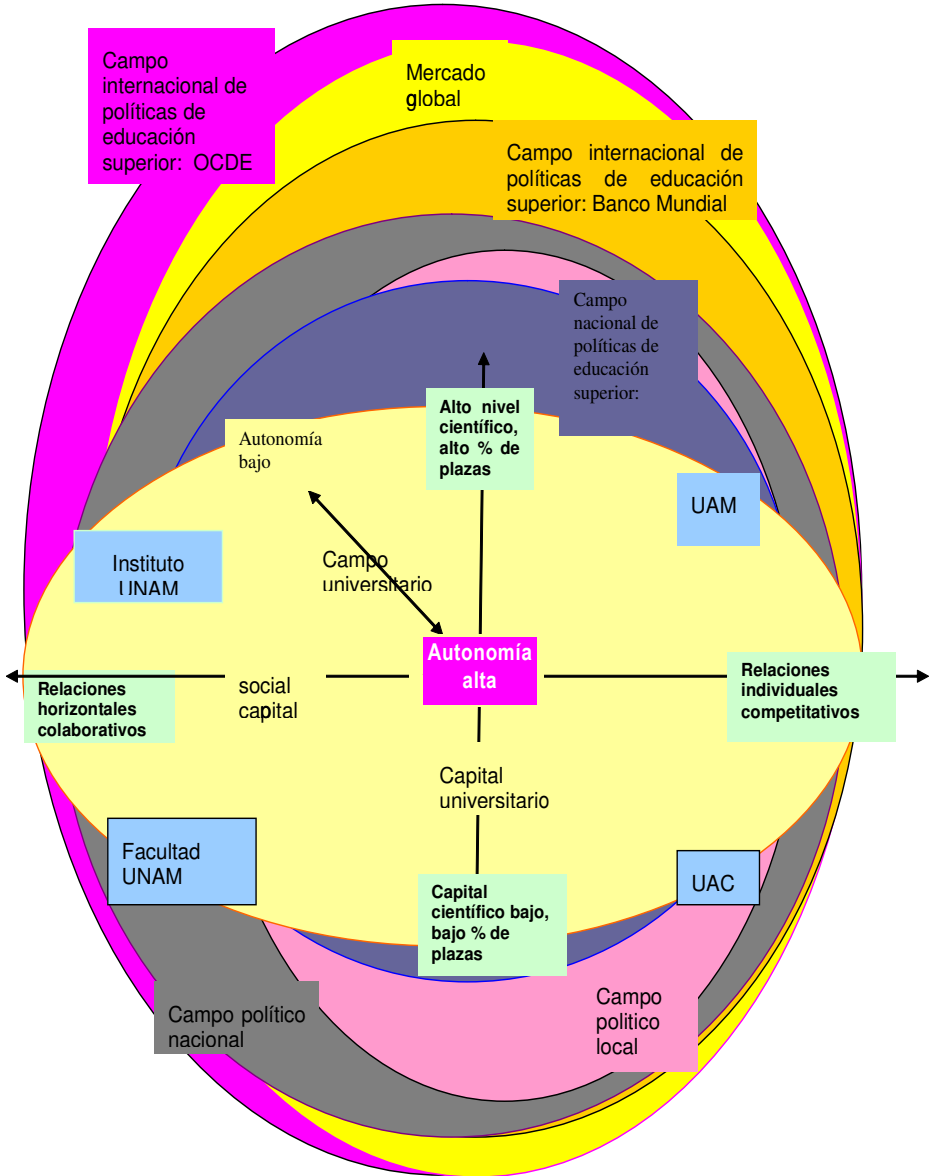 Campo
internacional de
políticas de
educación
superior: OCDE
Mercado
global
Campo internacional de
políticas de educación
superior: Banco Mundial
Campo
nacional de
políticas de
educación
superior:
Alto nivel
científico,
alto % de
plazas
Autonomía
bajo
UAM
Instituto
UNAM
Campo
universitario
Autonomía
alta
Relaciones
horizontales
colaborativos
social
capital
Relaciones
individuales
competitativos
Capital
universitario
Facultad
UNAM
UAC
Capital
científico bajo,
bajo % de
plazas
Campo político
nacional
Campo
politico
local